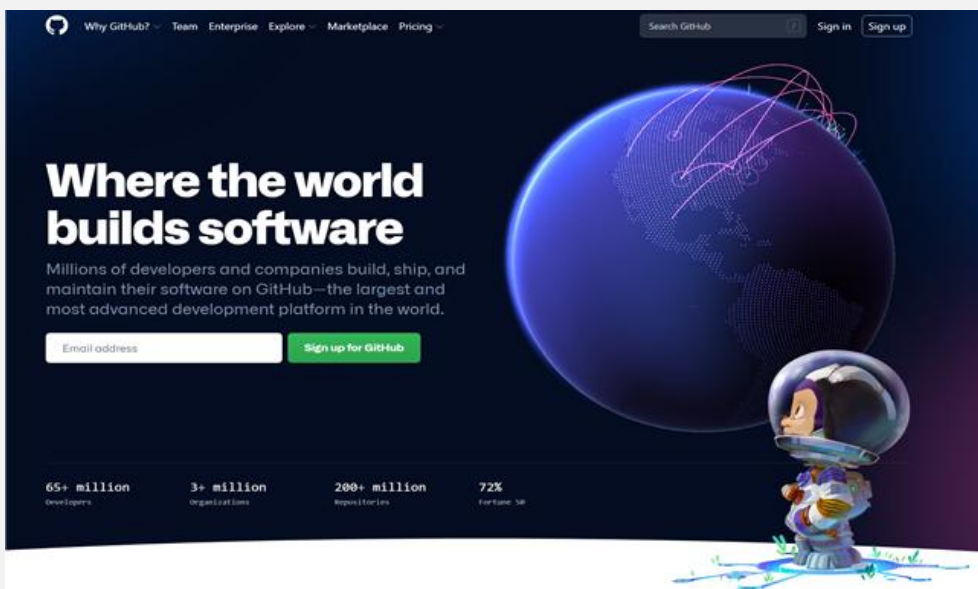 Why GitHub? Team Enterprise Explore Marketplace Pricing
Search GitHub / Sign in Sign up
Where the world
builds software
Millions of developers and companies build, ship, and
maintain their software on GitHub—the largest and
most advanced development platform in the world.
Email address Sign up for GitHub
65+ million 3+ million 200+ million 72%
Developers Organizations Repositories Fortune 50